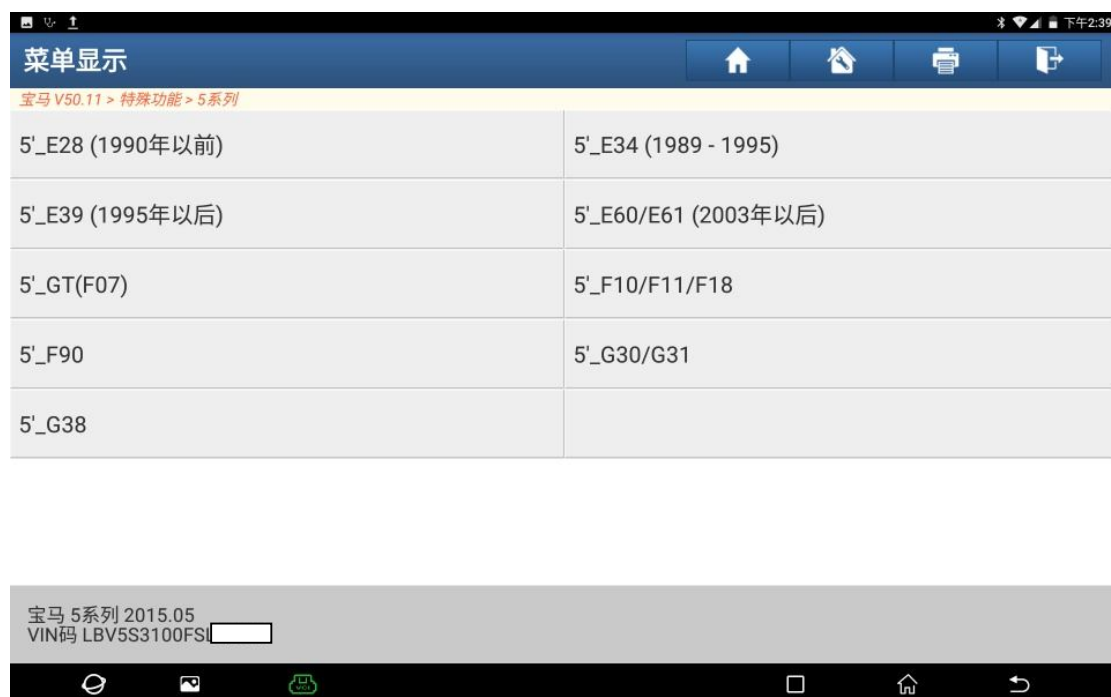 下午2:39
菜单显示
宝马 V50.11 > 特殊功能 > 5系列
5'_E28 (1990年以前)
5'_E34 (1989 - 1995)
5'_E39 (1995年以后)
5'_E60/E61 (2003年以后)
5'_GT(F07)
5'_F10/F11/F18
5'_F90
5'_G30/G31
5'_G38
宝马 5系列 2015.05
VIN码 LBV5S3100FSL
VCI